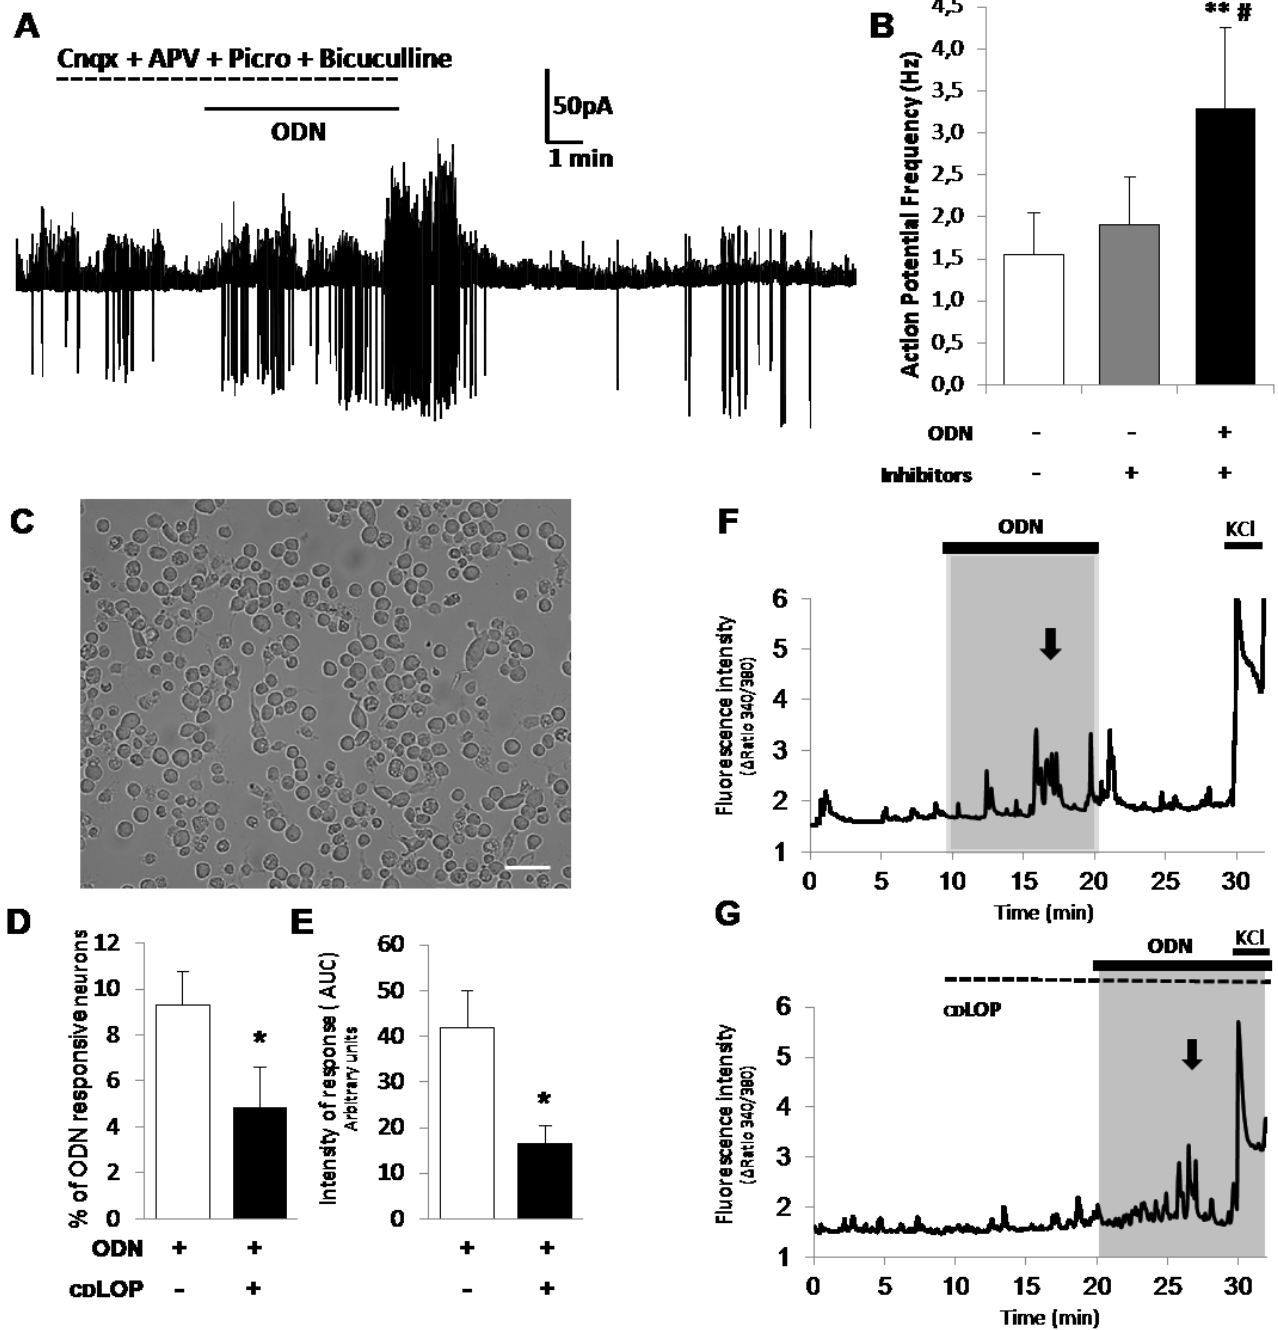 A
Cnqx + APV + Picro + Bicuculline
50pA
ODN
1 min
B
Action Potential Frequency (Hz)
4,5
4,0
3,5
3,0
2,5
2,0
1,5
1,0
0,5
0,0
** #
ODN - - +
Inhibitors - + +
C
D
% of ODN responsive neurons
12
10
8
6
4
2
0
*
ODN + +
cDLOP - +
E
Intensity of response ( AUC)
Arbitrary units
60
50
40
30
20
10
0
*
+ +
- +
F
ODN
KCl
Fluorescence intensity
(ΔRatio 340/380)
6
5
4
3
2
1
0 5 10 15 20 25 30
Time (min)
G
ODN
KCl
cDLOP
Fluorescence intensity
(ΔRatio 340/380)
6
5
4
3
2
1
0 5 10 15 20 25 30
Time (min)